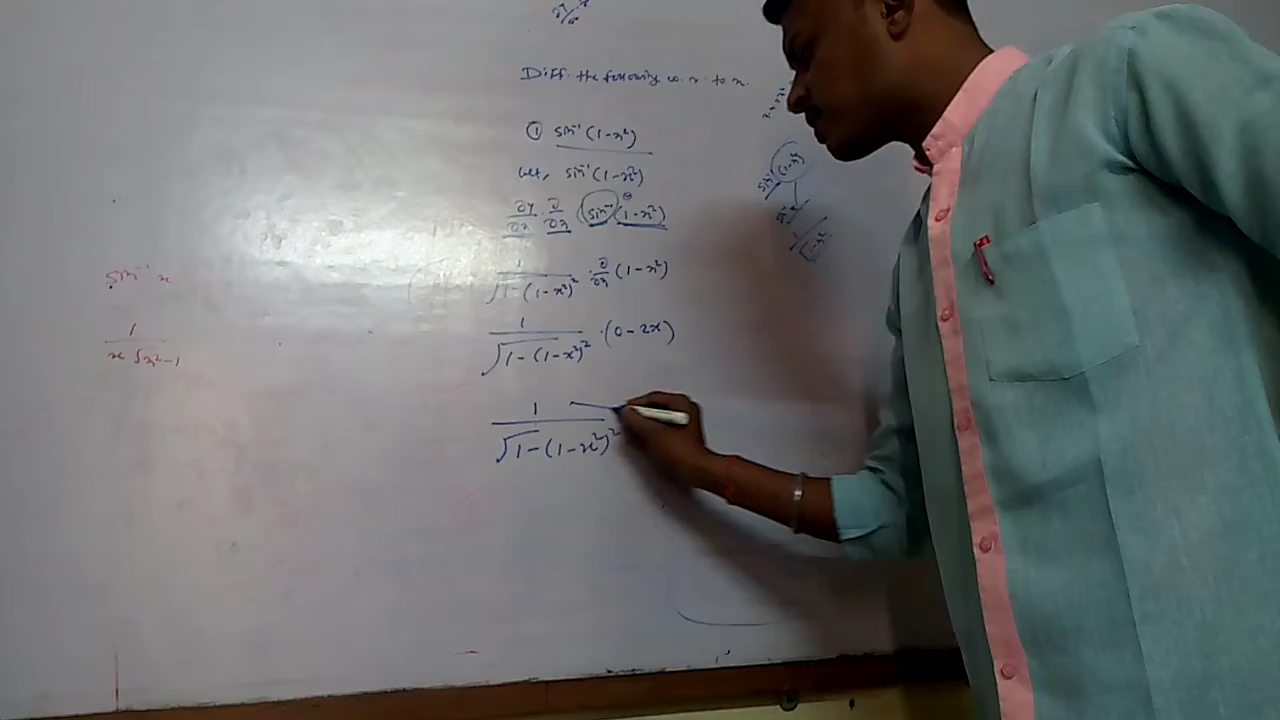 Diff. the following w. r. to x.
① sin⁻¹(1-x²)
Let, sin⁻¹(1-x²)
∂y/∂x · ∂/∂x (sin⁻¹(1-x²)
1/√1-(1-x²)² · ∂/∂x (1-x²)
1/√1-(1-x²)² · (0-2x)
1/√1-(1-x²)²
sin⁻¹ x
1/x√x²-1